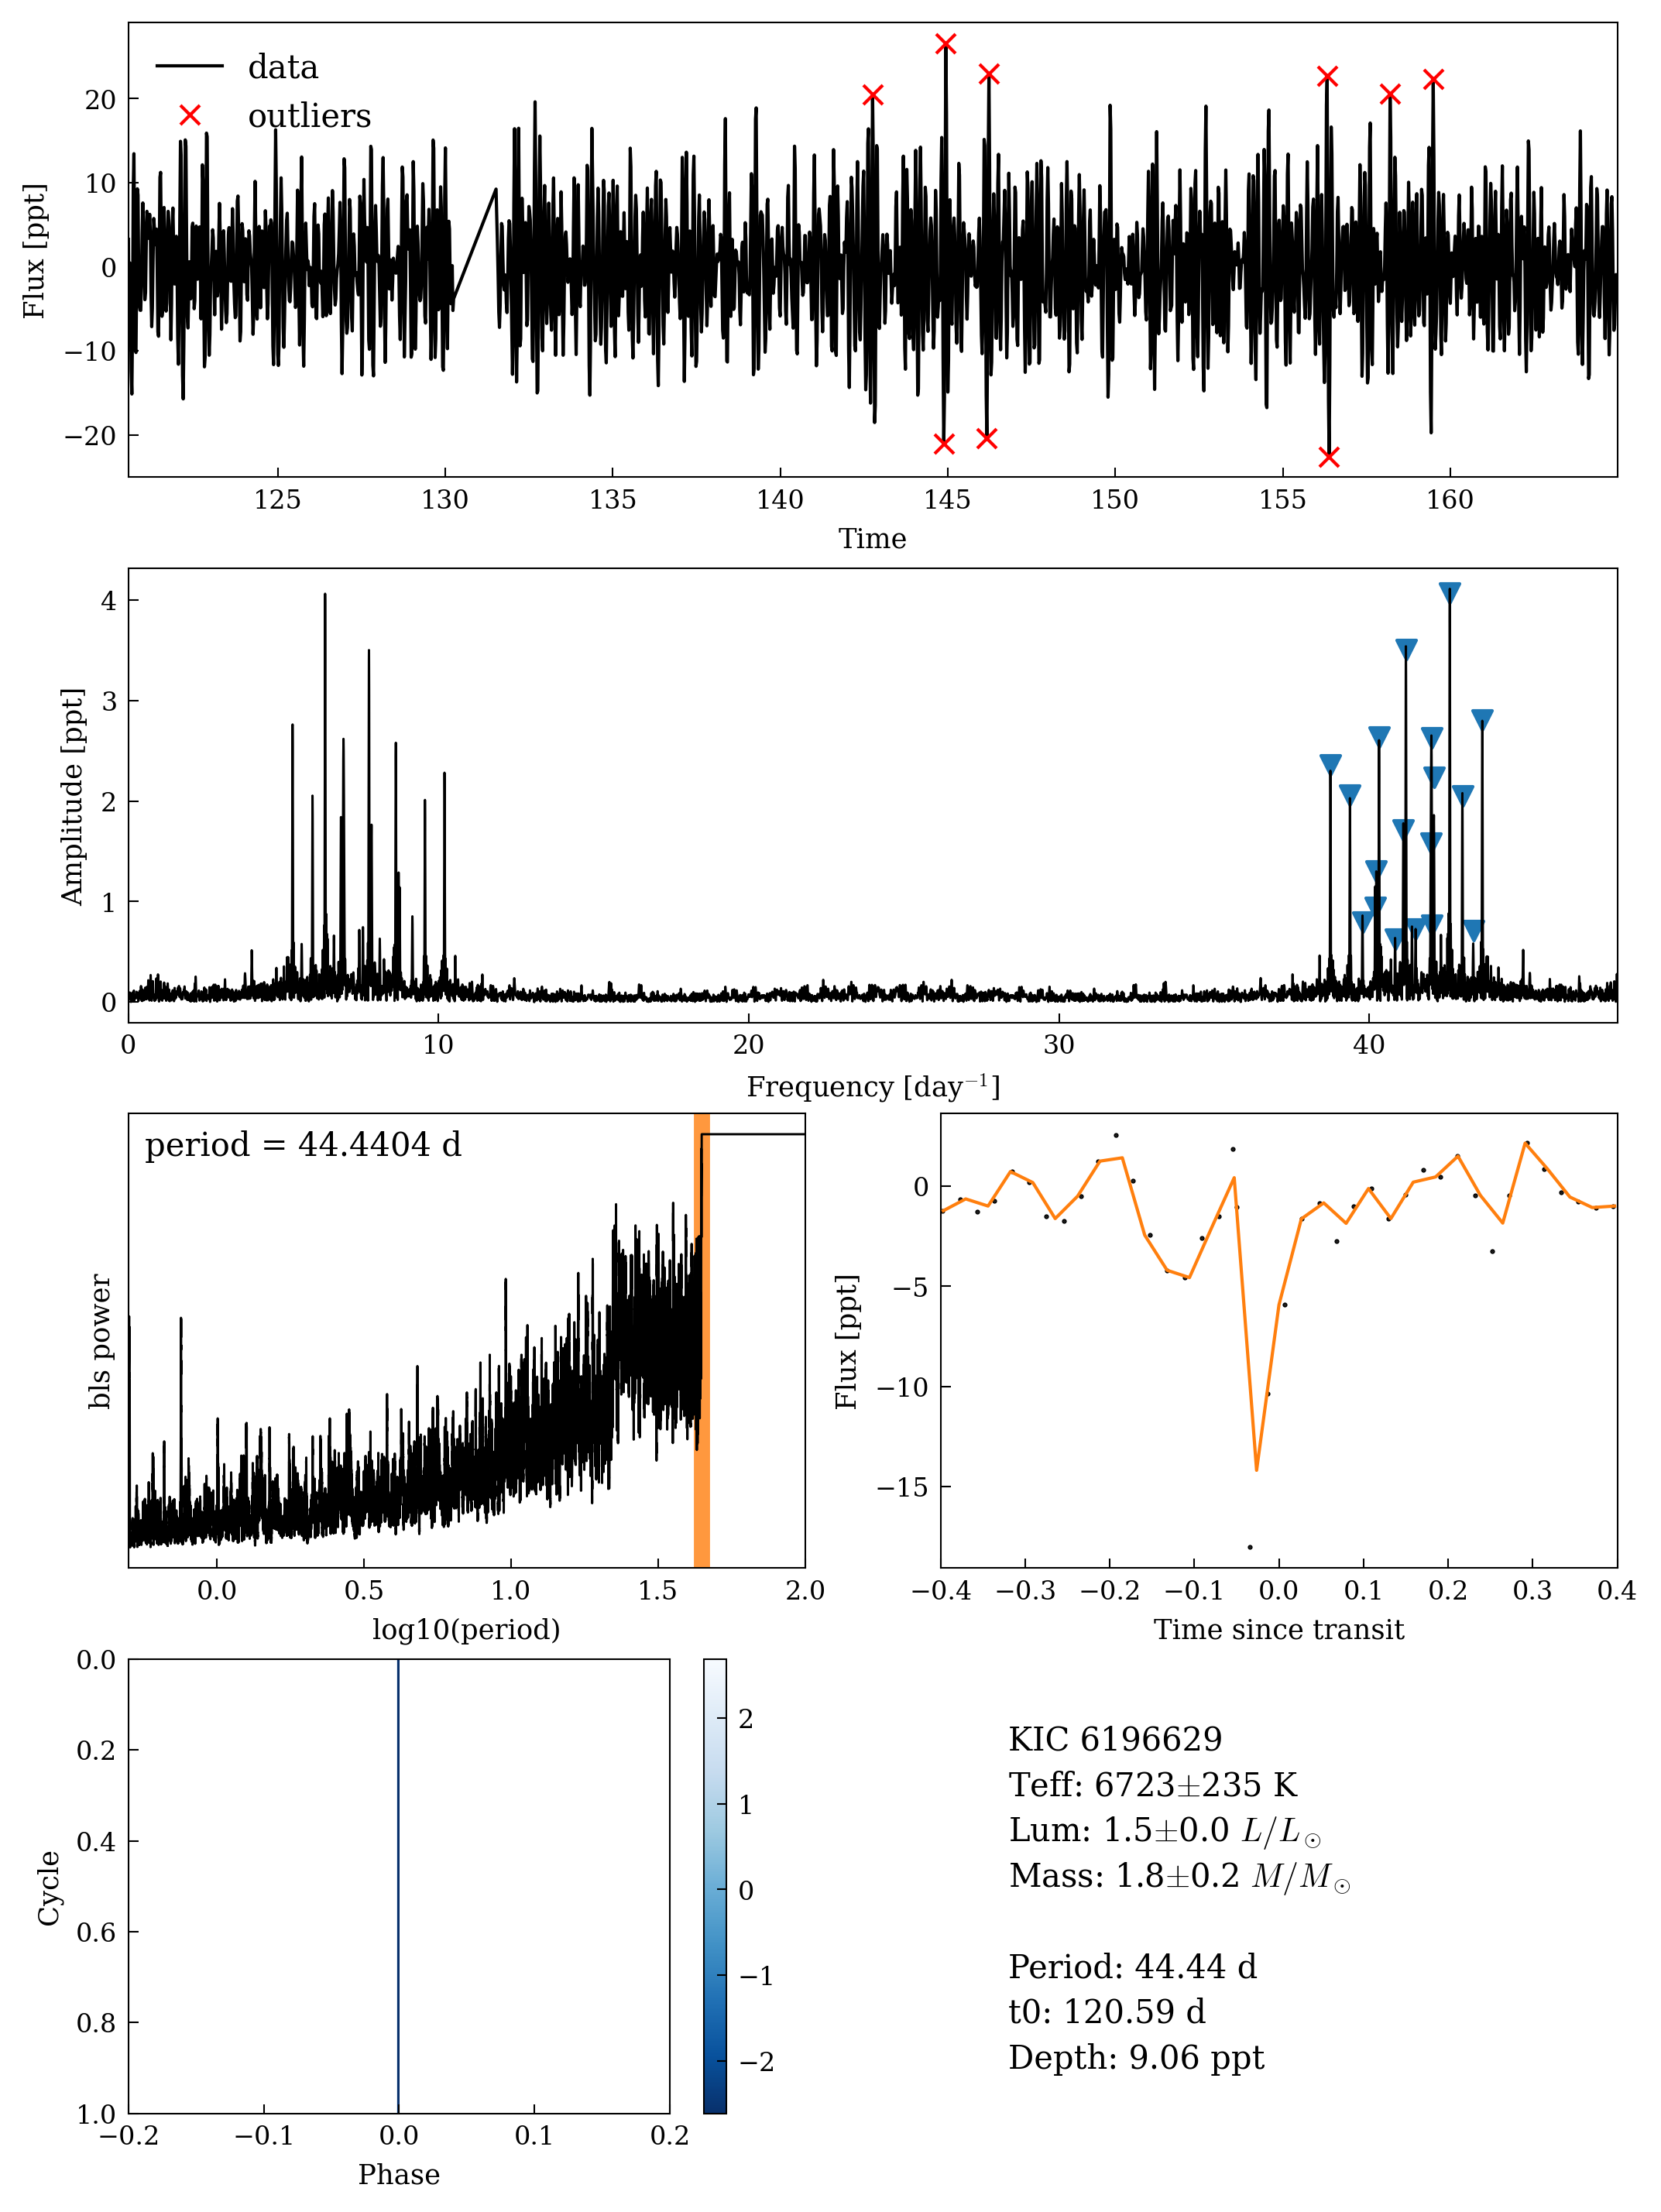 data
outliers
20
10
0
−10
−20
Flux [ppt]
125 130 135 140 145 150 155 160
Time
4
3
2
1
0
Amplitude [ppt]
0 10 20 30 40
Frequency [day⁻¹]
period = 44.4404 d
bls power
0.0 0.5 1.0 1.5 2.0
log10(period)
0
−5
−10
−15
Flux [ppt]
−0.4 −0.3 −0.2 −0.1 0.0 0.1 0.2 0.3 0.4
Time since transit
0.0
0.2
0.4
0.6
0.8
1.0
Cycle
−0.2 −0.1 0.0 0.1 0.2
Phase
2
1
0
−1
−2
KIC 6196629
Teff: 6723±235 K
Lum: 1.5±0.0 L/L☉
Mass: 1.8±0.2 M/M☉
Period: 44.44 d
t0: 120.59 d
Depth: 9.06 ppt